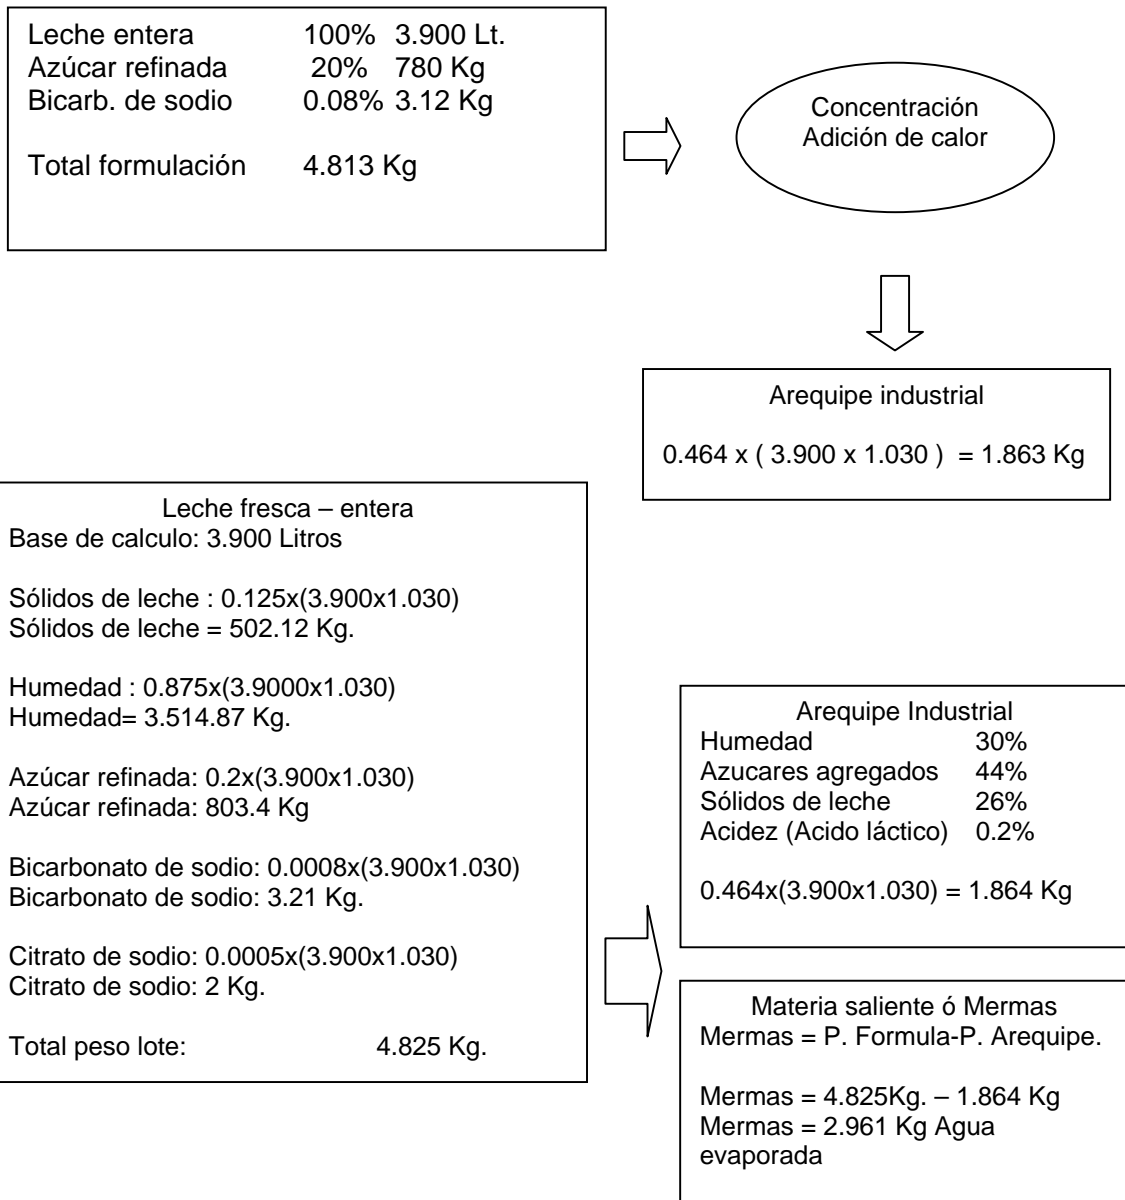 Leche entera 100% 3.900 Lt.
Azúcar refinada 20% 780 Kg
Bicarb. de sodio 0.08% 3.12 Kg
Total formulación 4.813 Kg
Concentración
Adición de calor
Arequipe industrial
0.464 x ( 3.900 x 1.030 ) = 1.863 Kg
Leche fresca – entera
Base de calculo: 3.900 Litros
Sólidos de leche : 0.125x(3.900x1.030)
Sólidos de leche = 502.12 Kg.
Humedad : 0.875x(3.9000x1.030)
Humedad= 3.514.87 Kg.
Azúcar refinada: 0.2x(3.900x1.030)
Azúcar refinada: 803.4 Kg
Bicarbonato de sodio: 0.0008x(3.900x1.030)
Bicarbonato de sodio: 3.21 Kg.
Citrato de sodio: 0.0005x(3.900x1.030)
Citrato de sodio: 2 Kg.
Total peso lote: 4.825 Kg.
Arequipe Industrial
Humedad 30%
Azucares agregados 44%
Sólidos de leche 26%
Acidez (Acido láctico) 0.2%
0.464x(3.900x1.030) = 1.864 Kg
Materia saliente ó Mermas
Mermas = P. Formula-P. Arequipe.
Mermas = 4.825Kg. – 1.864 Kg
Mermas = 2.961 Kg Agua
evaporada